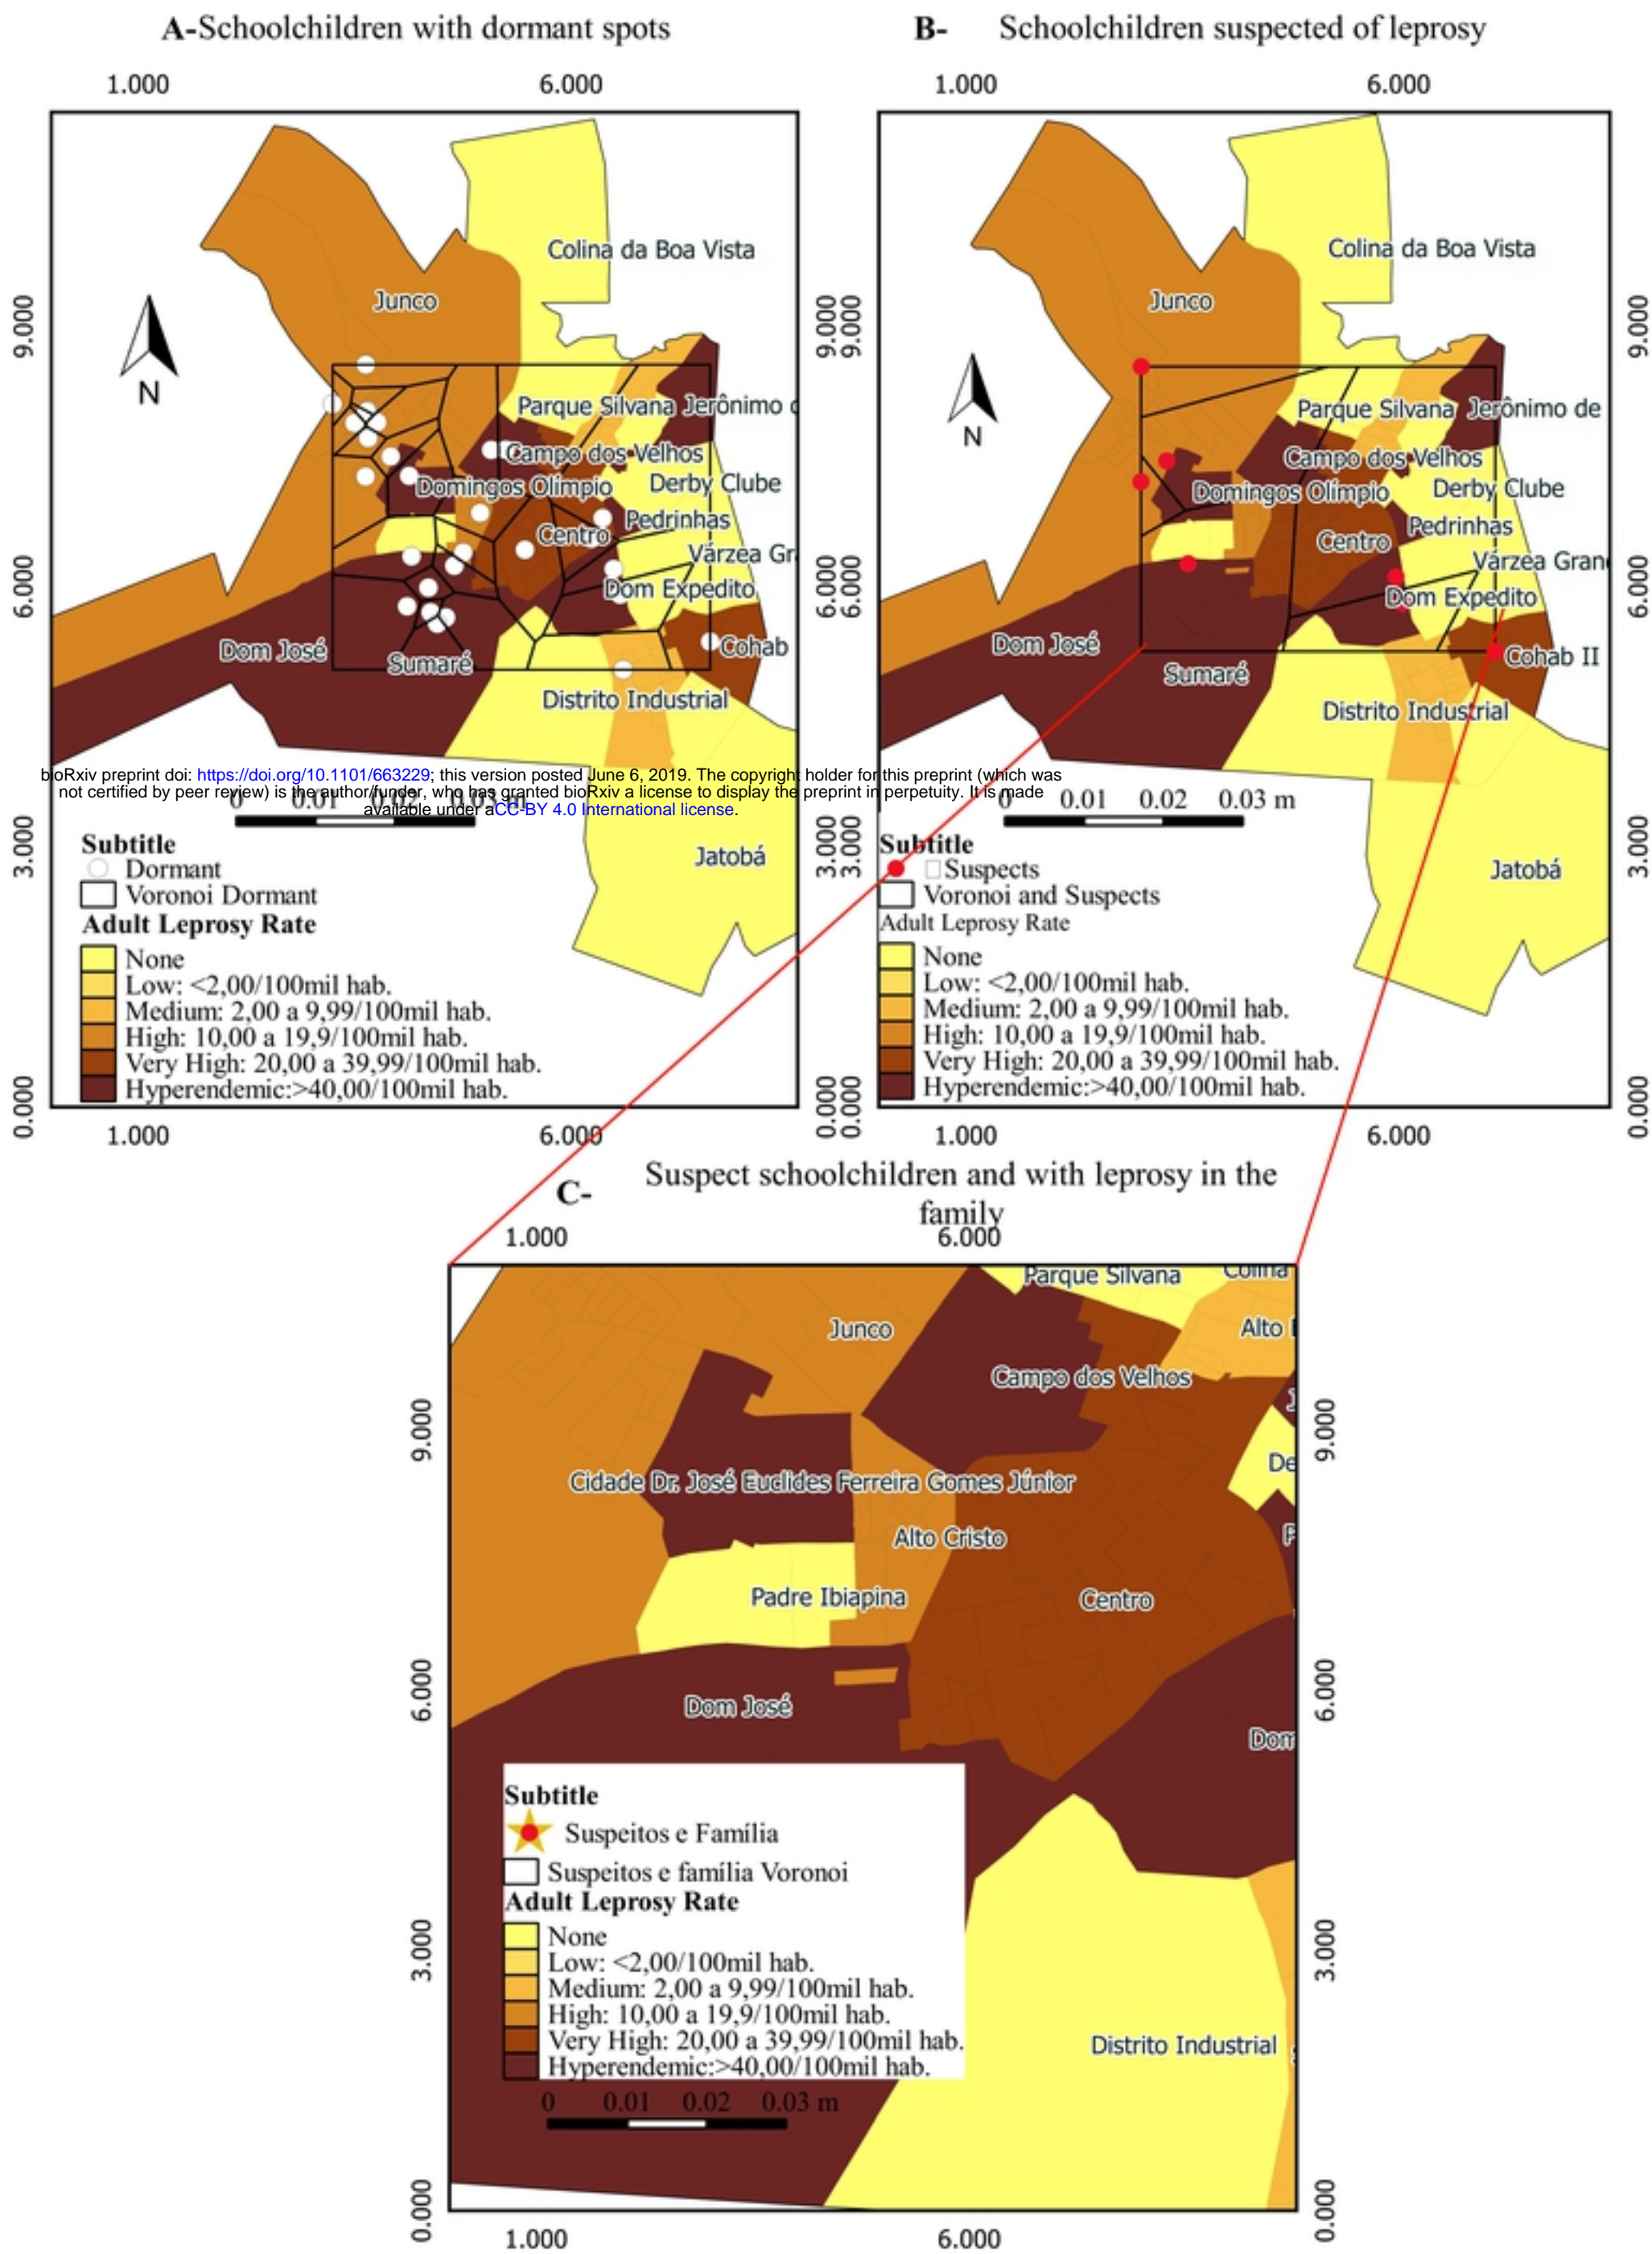 A-Schoolchildren with dormant spots
1.000 6.000
9.000
6.000
3.000
0.000
Colina da Boa Vista
Junco
N
Parque Silvana Jerônimo
Campo dos Velhos
Domingos Olímpio
Derby Clube
Pedrinhas
Centro
Várzea
Dom Expedito
Dom José
Sumaré
Cohab
Distrito Industrial
Jatobá
0 0.01 0.02 0.03 m
Subtitle
Dormant
Voronoi Dormant
Adult Leprosy Rate
None
Low: <2,00/100mil hab.
Medium: 2,00 a 9,99/100mil hab.
High: 10,00 a 19,9/100mil hab.
Very High: 20,00 a 39,99/100mil hab.
Hyperendemic:>40,00/100mil hab.
9.000
6.000
3.000
0.000
1.000 6.000
B- Schoolchildren suspected of leprosy
1.000 6.000
9.000
6.000
3.000
0.000
Colina da Boa Vista
Junco
N
Parque Silvana Jerônimo de
Campo dos Velhos
Domingos Olímpio
Derby Clube
Pedrinhas
Centro
Várzea
Dom Expedito
Dom José
Sumaré
Cohab II
Distrito Industrial
Jatobá
0 0.01 0.02 0.03 m
Subtitle
Suspects
Voronoi and Suspects
Adult Leprosy Rate
None
Low: <2,00/100mil hab.
Medium: 2,00 a 9,99/100mil hab.
High: 10,00 a 19,9/100mil hab.
Very High: 20,00 a 39,99/100mil hab.
Hyperendemic:>40,00/100mil hab.
9.000
6.000
3.000
0.000
1.000 6.000
bioRxiv preprint doi: https://doi.org/10.1101/663229; this version posted June 6, 2019. The copyright holder for this preprint (which was
not certified by peer review) is the author/funder, who has granted bioRxiv a license to display the preprint in perpetuity. It is made
available under aCC-BY 4.0 International license.
C- Suspect schoolchildren and with leprosy in the
family
1.000 6.000
9.000
6.000
3.000
0.000
Parque Silvana
Colina
Junco
Alto
Campo dos Velhos
De
Cidade Dr. José Euclides Ferreira Gomes Júnior
Alto Cristo
Padre Ibiapina
Centro
Dom José
Dom
Subtitle
Suspeitos e Família
Suspeitos e família Voronoi
Adult Leprosy Rate
None
Low: <2,00/100mil hab.
Medium: 2,00 a 9,99/100mil hab.
High: 10,00 a 19,9/100mil hab.
Very High: 20,00 a 39,99/100mil hab.
Hyperendemic:>40,00/100mil hab.
Distrito Industrial
0 0.01 0.02 0.03 m
9.000
6.000
3.000
0.000
1.000 6.000